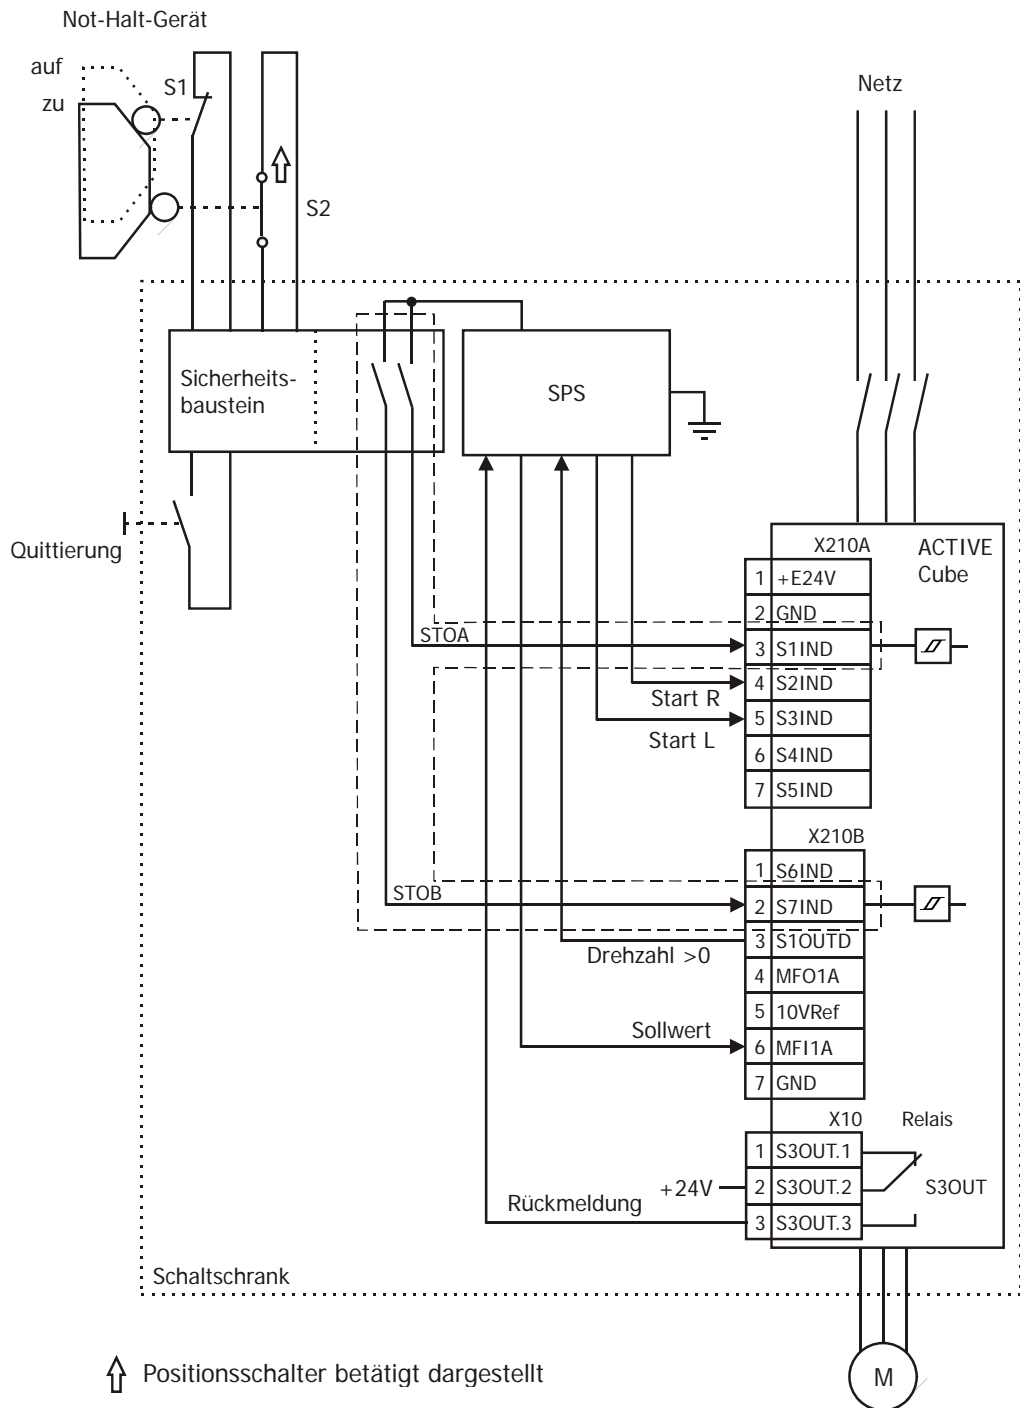 Not-Halt-Gerät
auf
zu
S1
S2
Netz
Sicherheits-
baustein
SPS
Quittierung
X210A
ACTIVE
Cube
1 +E24V
2 GND
STOA
3 S1IND
4 S2IND
Start R
5 S3IND
Start L
6 S4IND
7 S5IND
X210B
1 S6IND
STOB
2 S7IND
3 S1OUTD
Drehzahl >0
4 MFO1A
5 10VRef
Sollwert
6 MFI1A
7 GND
X10 Relais
1 S3OUT.1
+24V
2 S3OUT.2
S3OUT
Rückmeldung
3 S3OUT.3
Schaltschrank
M
Positionsschalter betätigt dargestellt